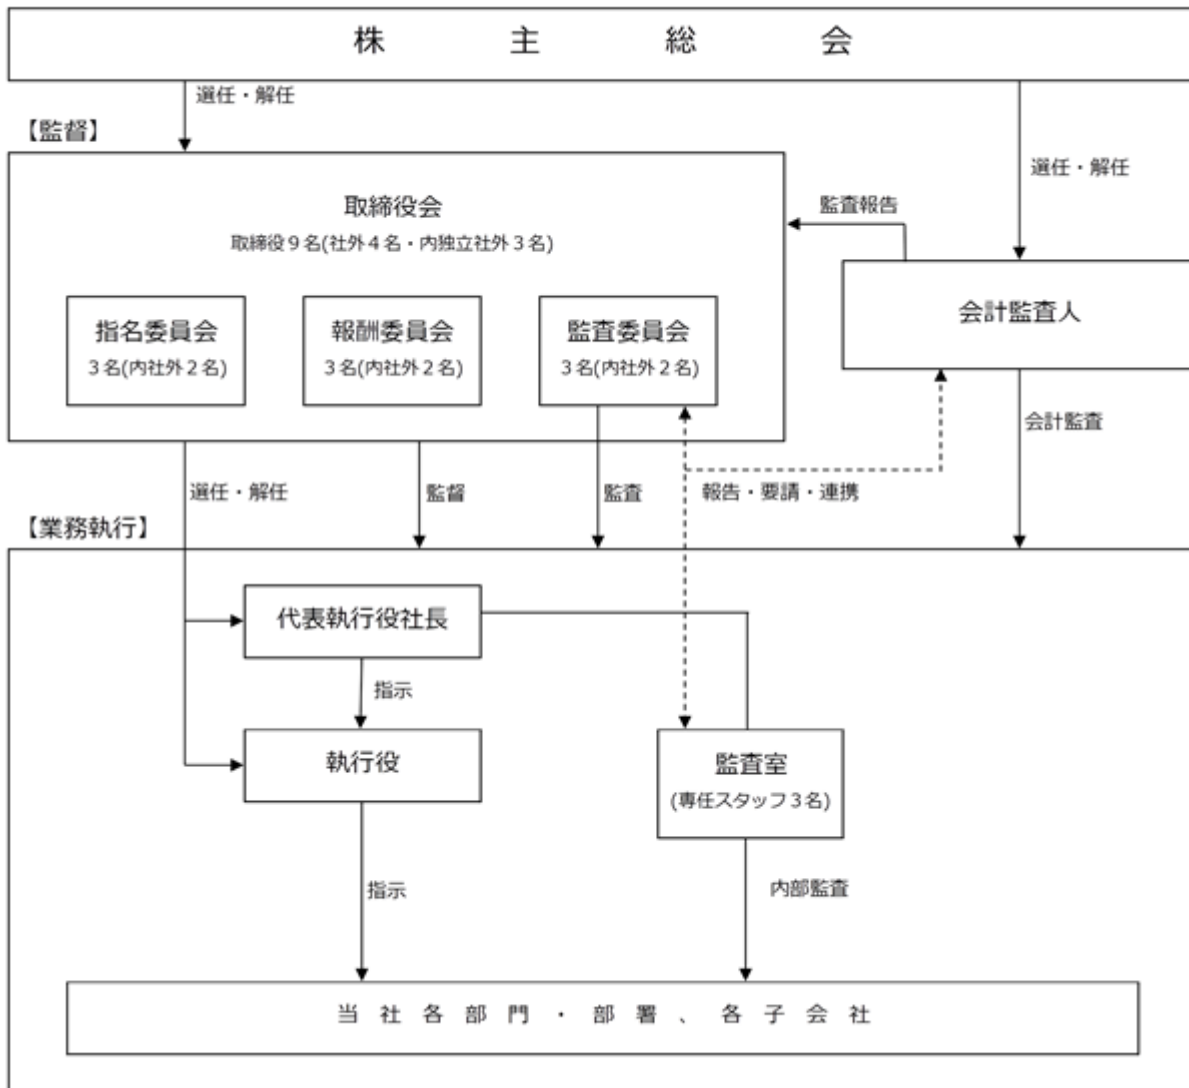 株主総会
選任・解任
【監督】
選任・解任
取締役会
取締役９名(社外４名・内独立社外３名)
監査報告
会計監査人
指名委員会
３名(内社外２名)
報酬委員会
３名(内社外２名)
監査委員会
３名(内社外２名)
会計監査
選任・解任
監督
監査
報告・要請・連携
【業務執行】
代表執行役社長
指示
執行役
監査室
(専任スタッフ３名)
指示
内部監査
当社各部門・部署、各子会社